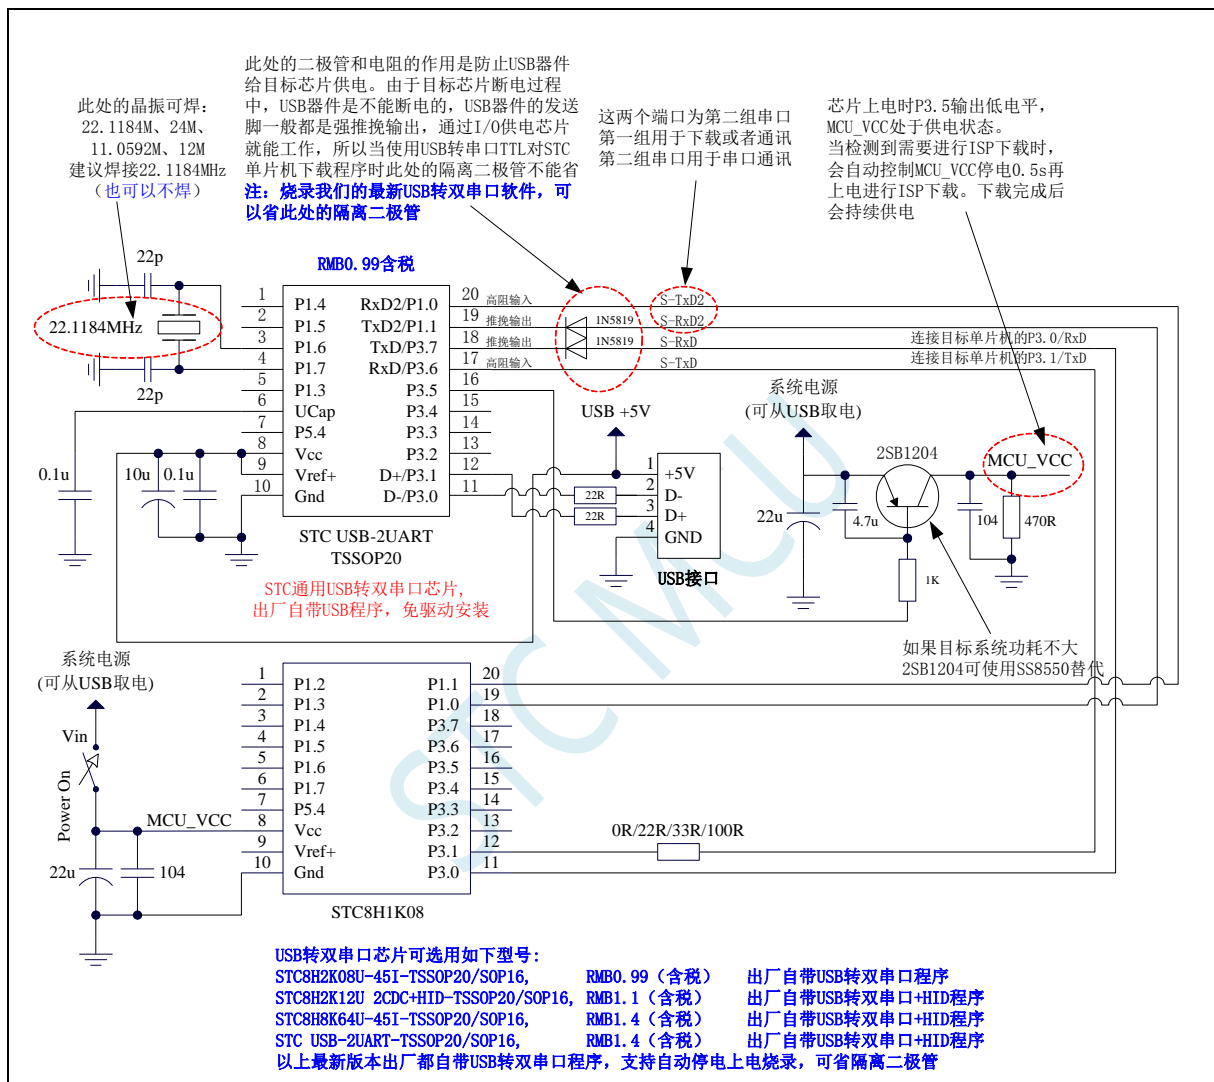 此处的二极管和电阻的作用是防止USB器件
给目标芯片供电。由于目标芯片断电过程
中，USB器件是不能断电的，USB器件的发送
脚一般都是强推挽输出，通过I/O供电芯片
就能工作，所以当使用USB转串口TTL对STC
单片机下载程序时此处的隔离二极管不能省
注：烧录我们的最新USB转双串口软件，可
以省此处的隔离二极管
此处的晶振可焊：
22.1184M、24M、
11.0592M、12M
建议焊接22.1184MHz
（也可以不焊）
这两个端口为第二组串口
第一组用于下载或者通讯
第二组串口用于串口通讯
芯片上电时P3.5输出低电平，
MCU_VCC处于供电状态。
当检测到需要进行ISP下载时，
会自动控制MCU_VCC停电0.5s再
上电进行ISP下载。下载完成后
会持续供电
22p
22.1184MHz
22p
RMB0.99含税
1 P1.4 RxD2/P1.0 20 高阻输入 S-TxD2
2 P1.5 TxD2/P1.1 19 推挽输出 1N5819 S-RxD2
3 P1.6 TxD/P3.7 18 推挽输出 1N5819 S-RxD 连接目标单片机的P3.0/RxD
4 P1.7 RxD/P3.6 17 高阻输入 S-TxD 连接目标单片机的P3.1/TxD
5 P1.3 P3.5 16
6 UCap P3.4 15
7 P5.4 P3.3 14
8 Vcc P3.2 13
9 Vref+ D+/P3.1 12
10 Gnd D-/P3.0 11
0.1u
10u
0.1u
STC USB-2UART
TSSOP20
STC通用USB转双串口芯片,
出厂自带USB程序，免驱动安装
USB +5V
22R
22R
1 +5V
2 D-
3 D+
4 GND
USB接口
系统电源
(可从USB取电)
2SB1204
MCU_VCC
22u
4.7u
104
470R
1K
如果目标系统功耗不大
2SB1204可使用SS8550替代
STC MCU
系统电源
(可从USB取电)
Vin
Power On
MCU_VCC
22u
104
1 P1.2 P1.1 20
2 P1.3 P1.0 19
3 P1.4 P3.7 18
4 P1.5 P3.6 17
5 P1.6 P3.5 16
6 P1.7 P3.4 15
7 P5.4 P3.3 14
8 Vcc P3.2 13
9 Vref+ P3.1 12
10 Gnd P3.0 11
0R/22R/33R/100R
STC8H1K08
USB转双串口芯片可选用如下型号:
STC8H2K08U-45I-TSSOP20/SOP16, RMB0.99（含税） 出厂自带USB转双串口程序
STC8H2K12U 2CDC+HID-TSSOP20/SOP16, RMB1.1（含税） 出厂自带USB转双串口+HID程序
STC8H8K64U-45I-TSSOP20/SOP16, RMB1.4（含税） 出厂自带USB转双串口+HID程序
STC USB-2UART-TSSOP20/SOP16, RMB1.4（含税） 出厂自带USB转双串口+HID程序
以上最新版本出厂都自带USB转双串口程序，支持自动停电上电烧录，可省隔离二极管